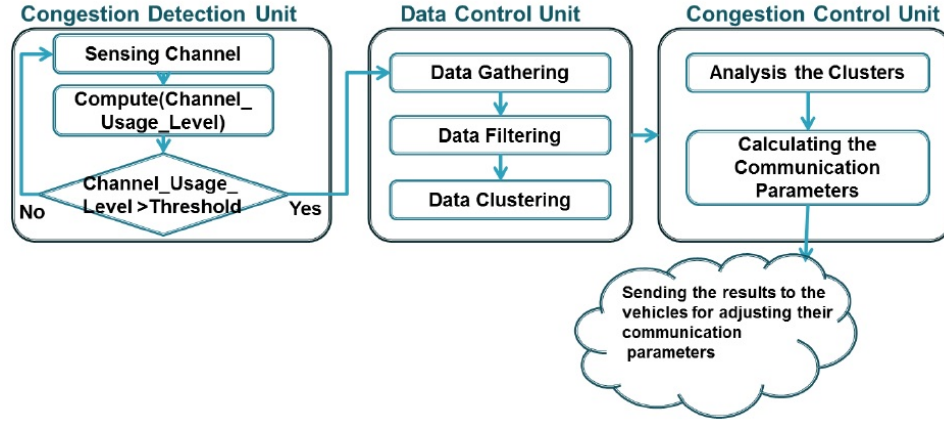 Congestion Detection Unit
Sensing Channel
Compute(Channel_
Usage_Level)
Channel_Usage_
Level >Threshold
No
Yes
Data Control Unit
Data Gathering
Data Filtering
Data Clustering
Congestion Control Unit
Analysis the Clusters
Calculating the
Communication
Parameters
Sending the results to the
vehicles for adjusting their
communication
parameters